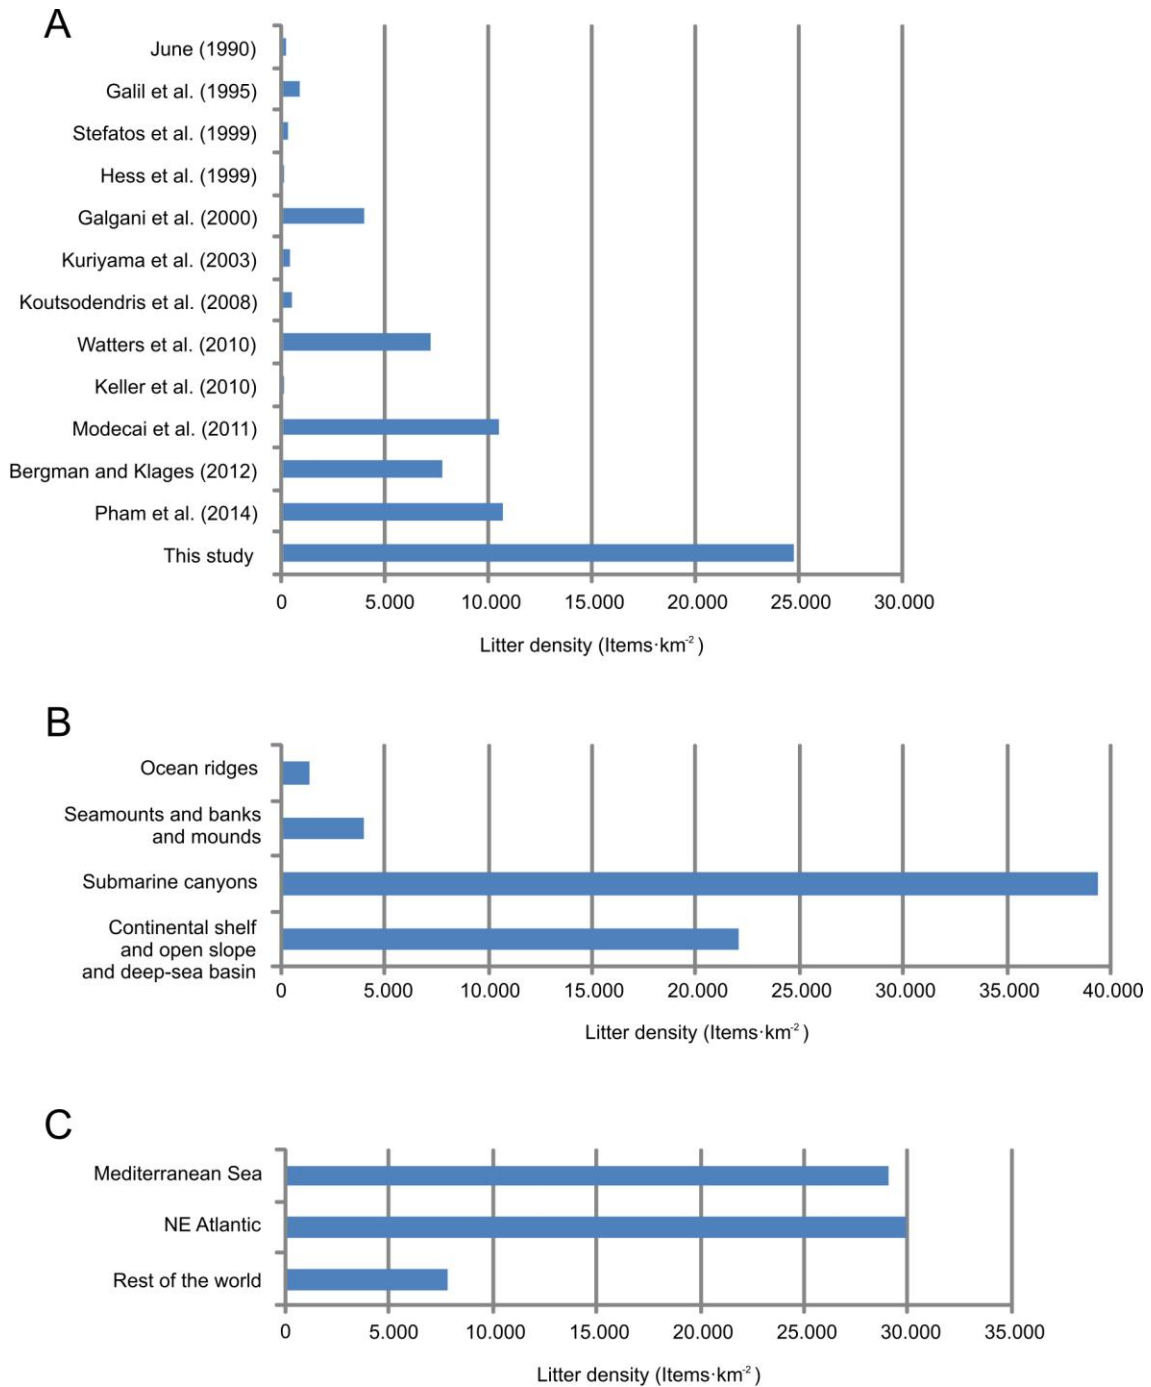 A
June (1990)
Galil et al. (1995)
Stefatos et al. (1999)
Hess et al. (1999)
Galgani et al. (2000)
Kuriyama et al. (2003)
Koutsodendris et al. (2008)
Watters et al. (2010)
Keller et al. (2010)
Modecai et al. (2011)
Bergman and Klages (2012)
Pham et al. (2014)
This study
0 5.000 10.000 15.000 20.000 25.000 30.000
Litter density (Items·km⁻²)
B
Ocean ridges
Seamounts and banks
and mounds
Submarine canyons
Continental shelf
and open slope
and deep-sea basin
0 5.000 10.000 15.000 20.000 25.000 30.000 35.000 40.000
Litter density (Items·km⁻²)
C
Mediterranean Sea
NE Atlantic
Rest of the world
0 5.000 10.000 15.000 20.000 25.000 30.000 35.000
Litter density (Items·km⁻²)